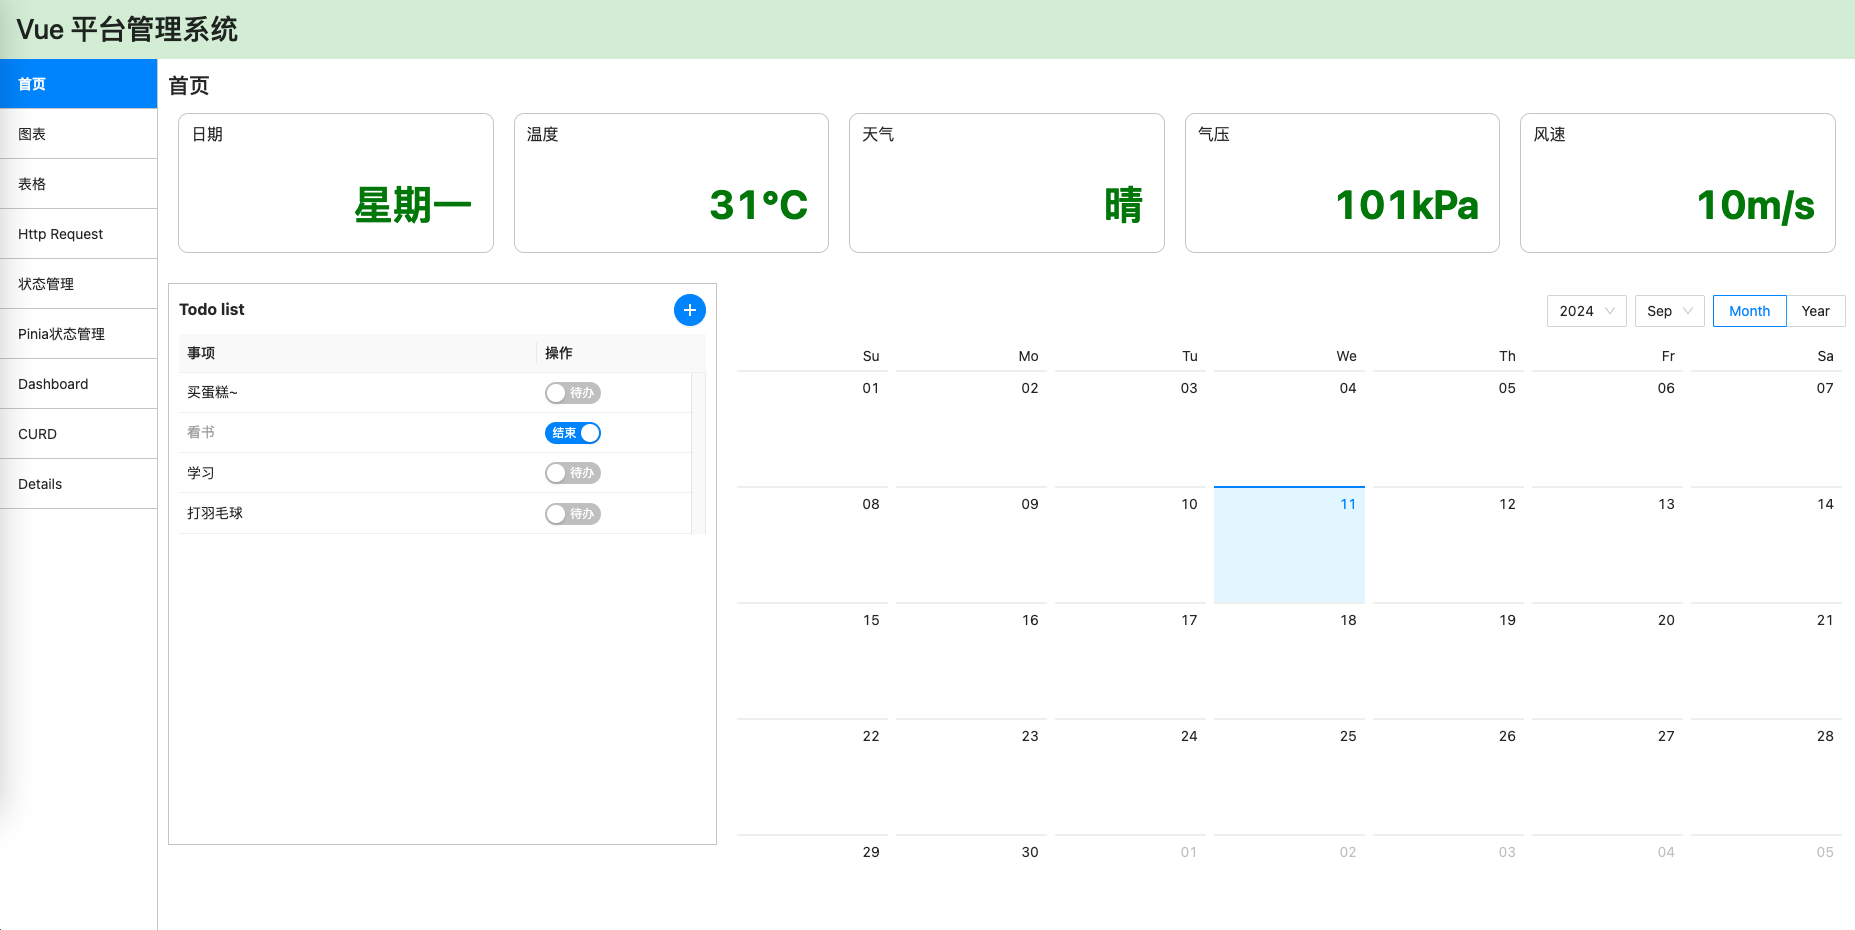 Vue 平台管理系统
首页
图表
表格
Http Request
状态管理
Pinia状态管理
Dashboard
CURD
Details
首页
日期
星期一
温度
31°C
天气
晴
气压
101kPa
风速
10m/s
Todo list
事项 操作
买蛋糕~ 待办
看书 结束
学习 待办
打羽毛球 待办
2024 Sep Month Year
Su Mo Tu We Th Fr Sa
01 02 03 04 05 06 07
08 09 10 11 12 13 14
15 16 17 18 19 20 21
22 23 24 25 26 27 28
29 30 01 02 03 04 05